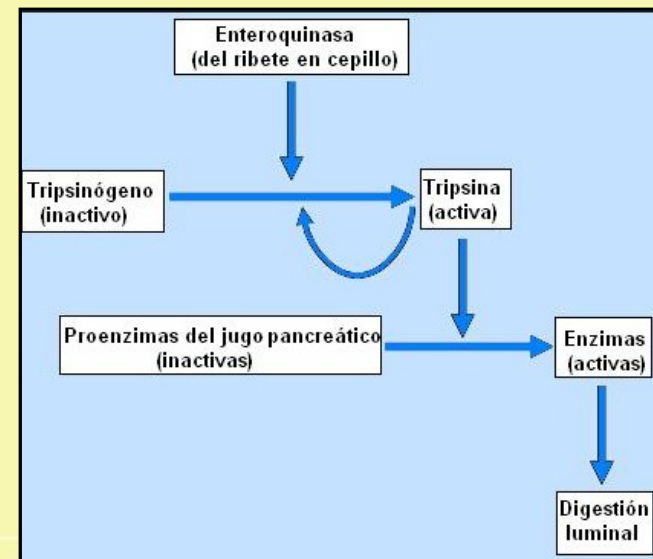 Enteroquinasa
(del ribete en cepillo)
Tripsinógeno
(inactivo)
Tripsina
(activa)
Proenzimas del jugo pancreático
(inactivas)
Enzimas
(activas)
Digestión
luminal